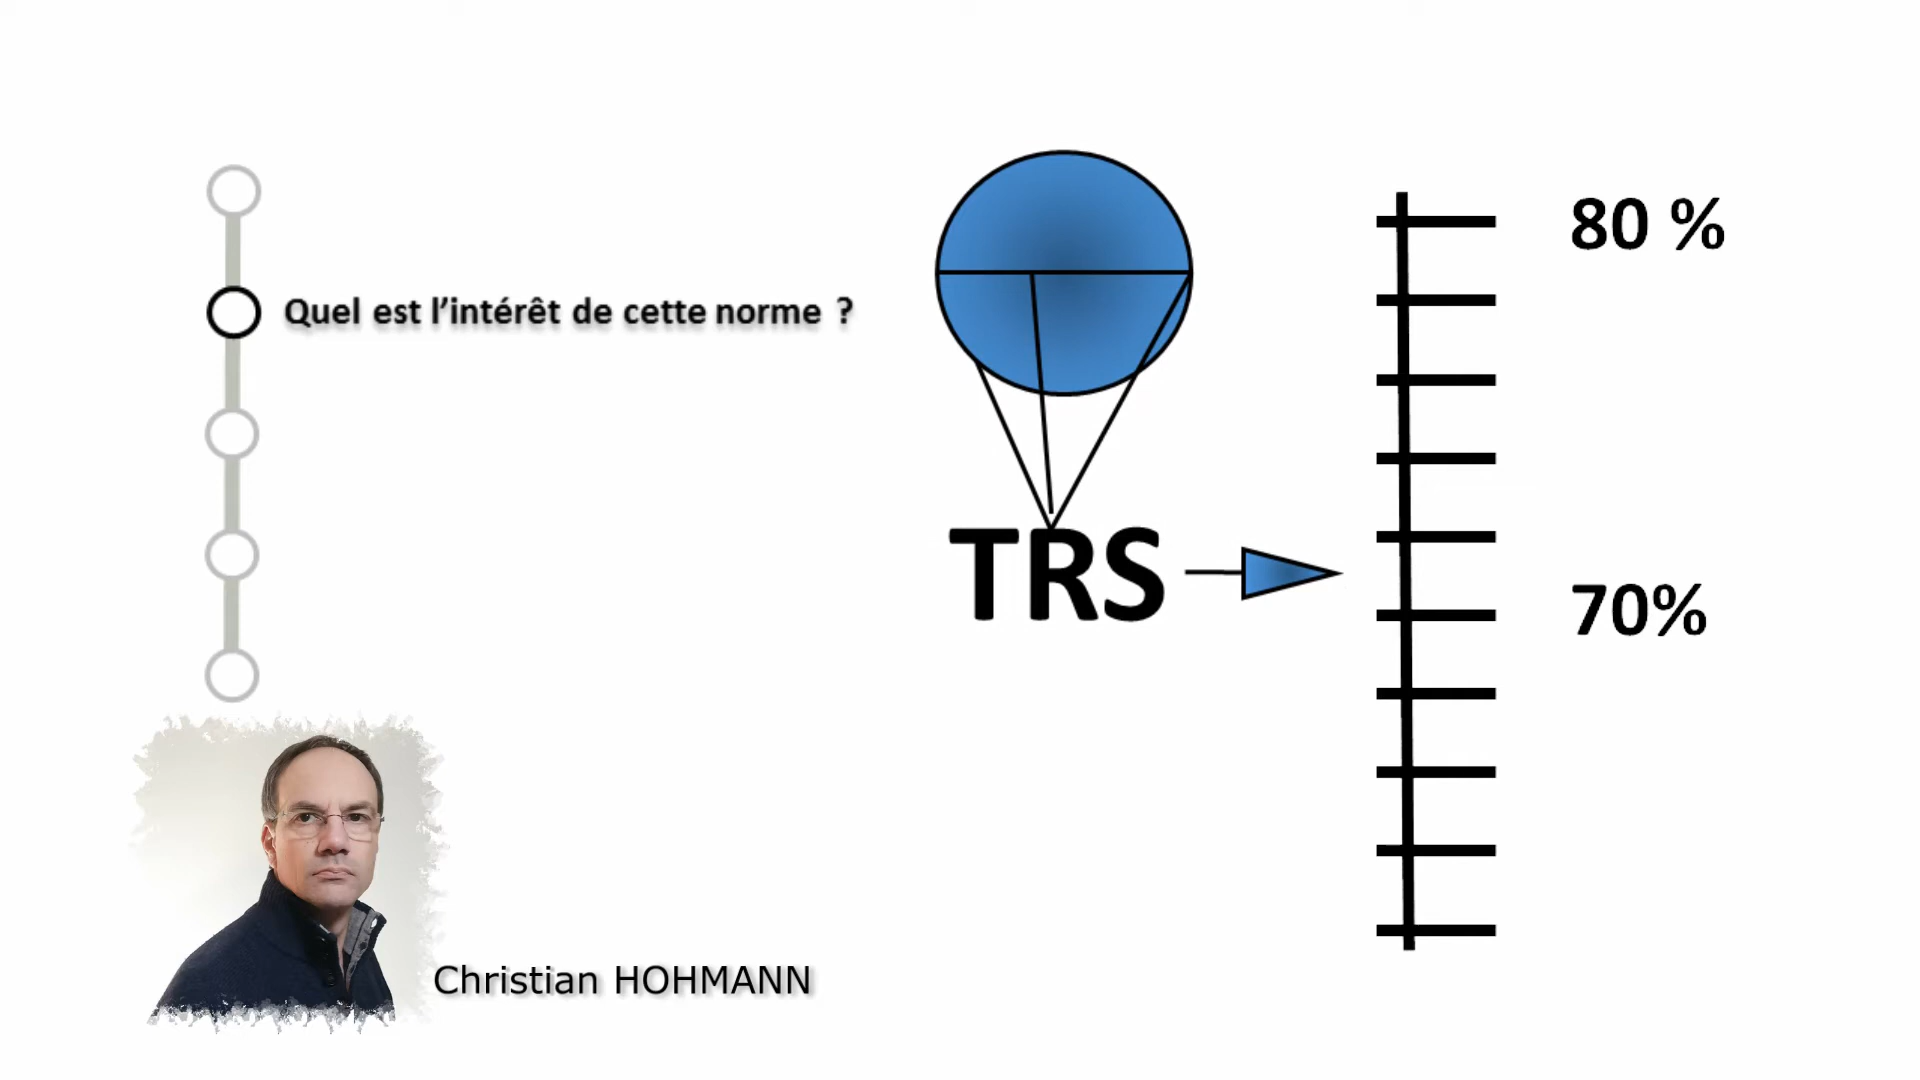 80 %
Quel est l’intérêt de cette norme ?
TRS
70%
Christian HOHMANN